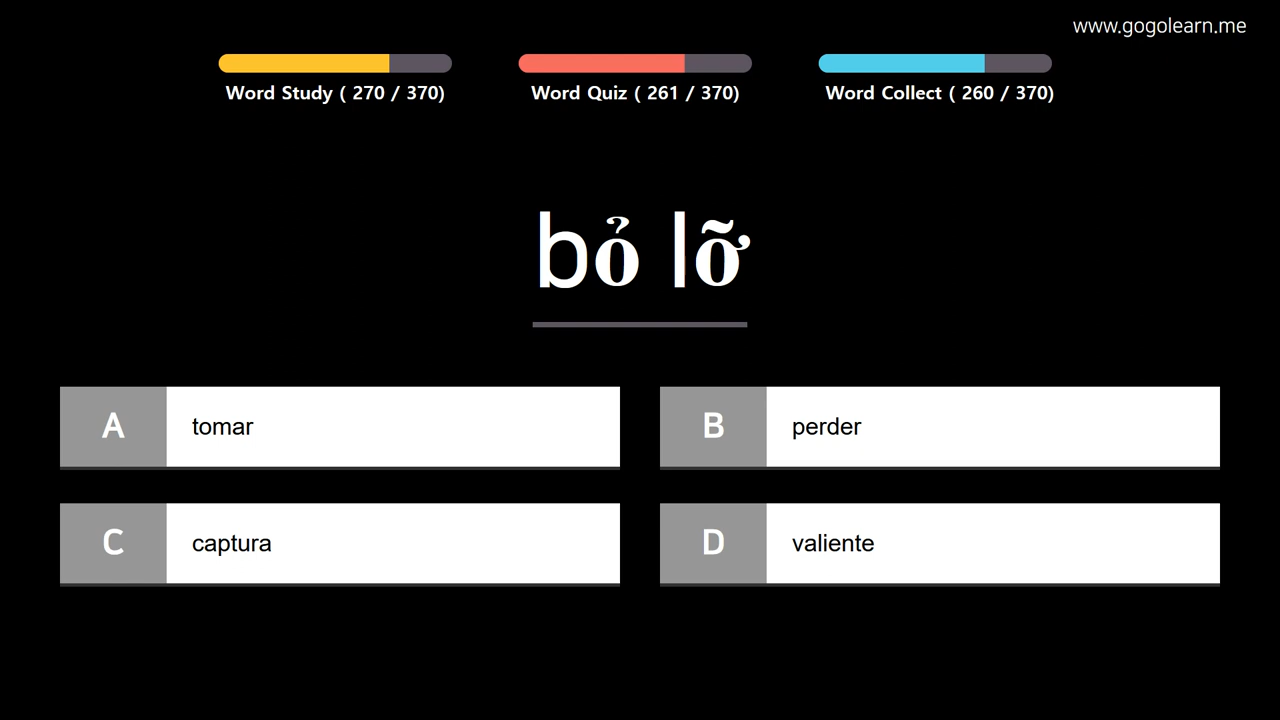 www.gogolearn.me
Word Study ( 270 / 370)
Word Quiz ( 261 / 370)
Word Collect ( 260 / 370)
bỏ lỡ
A tomar
B perder
C captura
D valiente